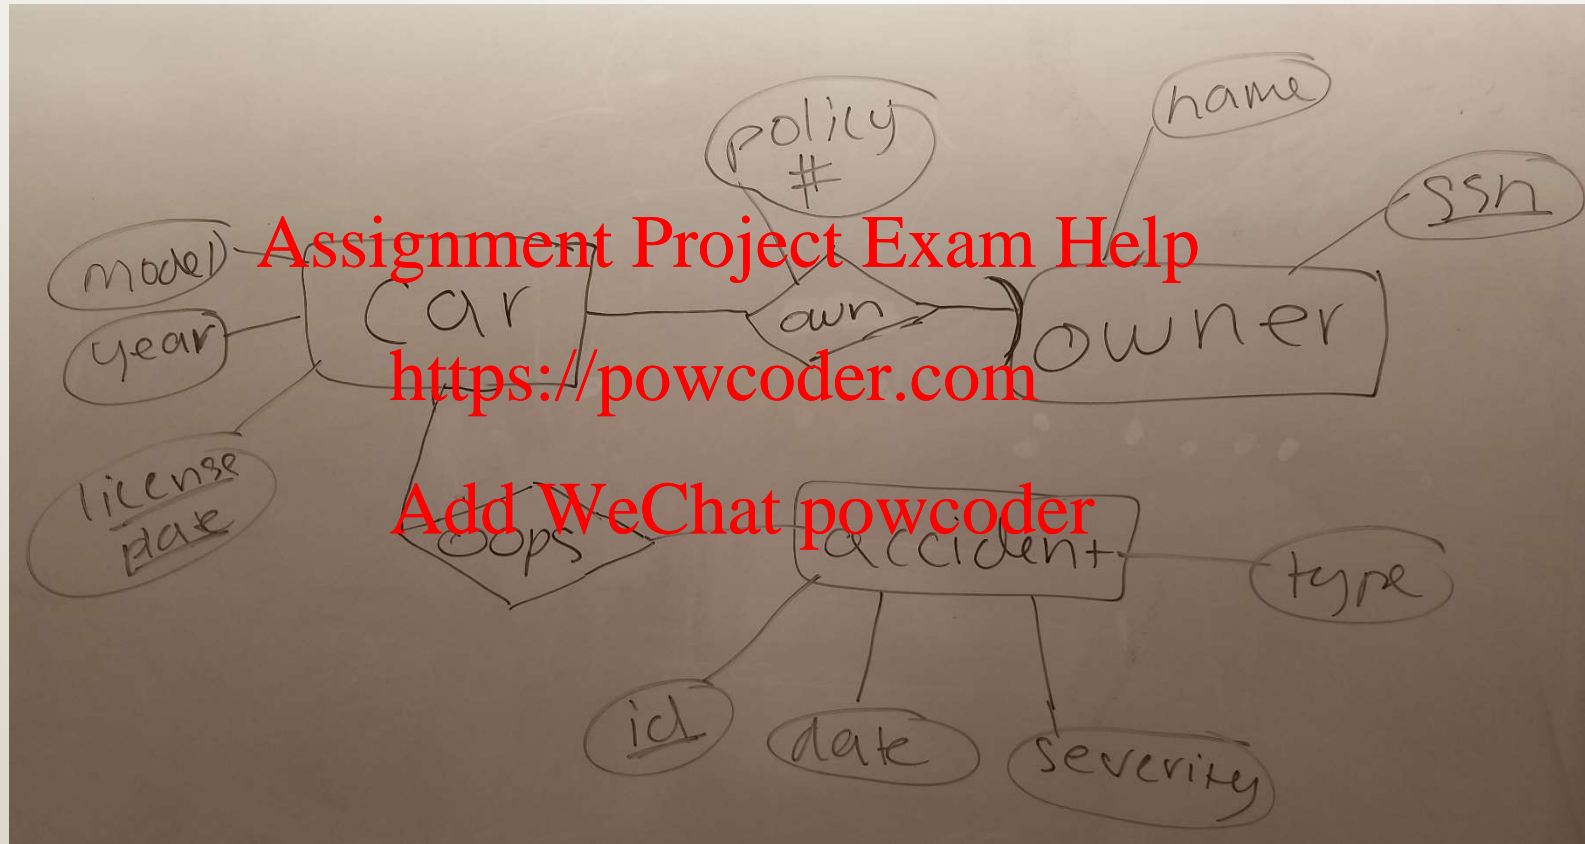 name
policy
#
ssn
Assignment Project Exam Help
model
car
own
owner
year
https://powcoder.com
license
plate
Add WeChat powcoder
oops
accident
type
id
date
severity